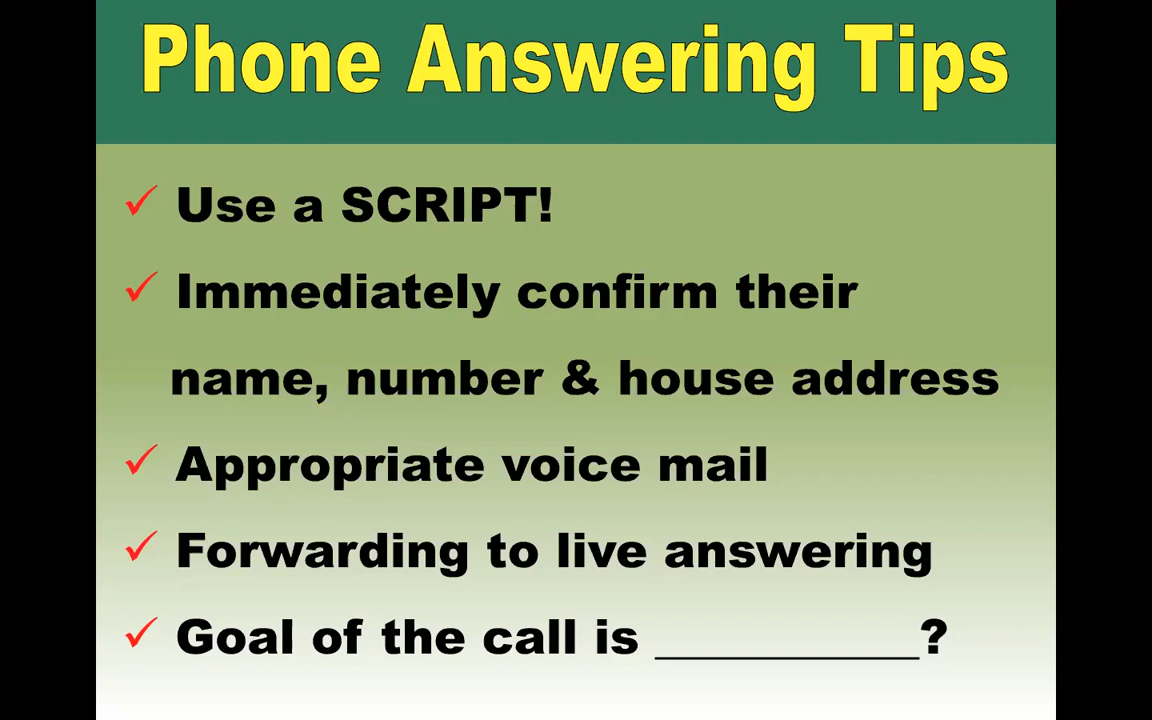 Phone Answering Tips
✓ Use a SCRIPT!
✓ Immediately confirm their
name, number & house address
✓ Appropriate voice mail
✓ Forwarding to live answering
✓ Goal of the call is ___________?